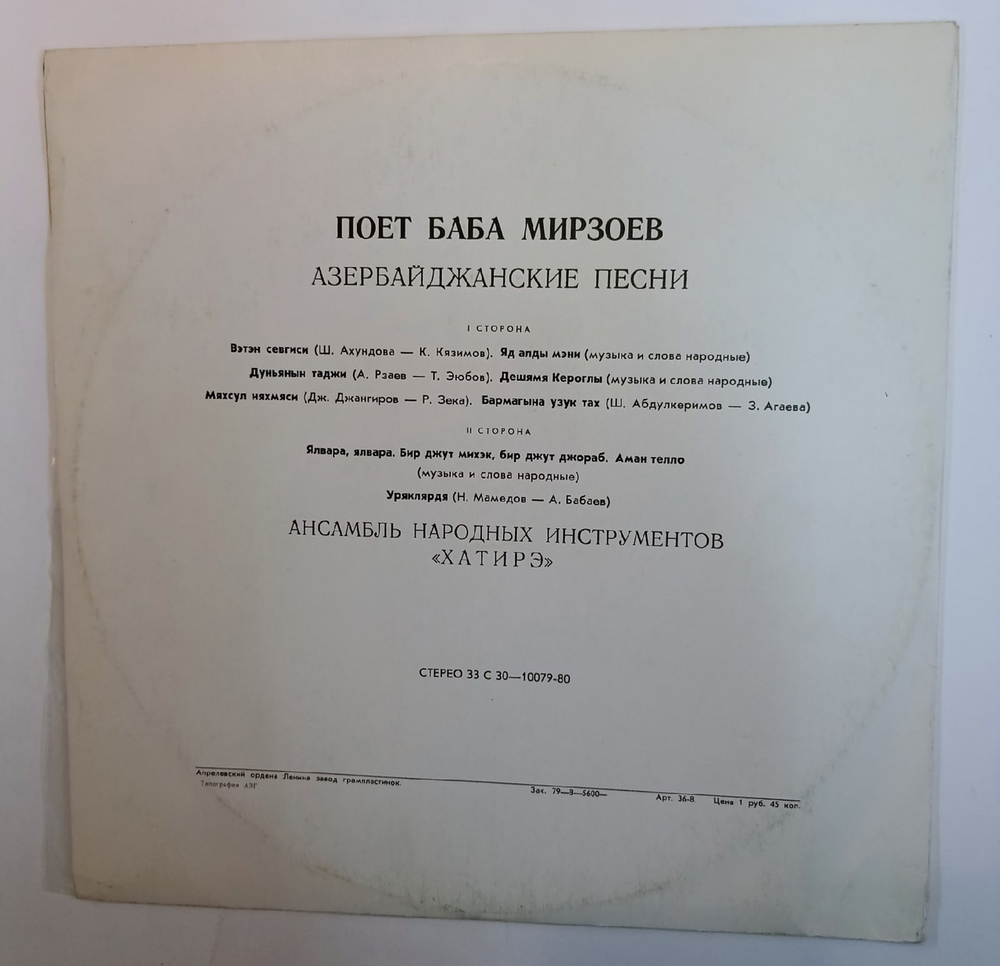 ПОЕТ БАБА МИРЗОЕВ
АЗЕРБАЙДЖАНСКИЕ ПЕСНИ
I СТОРОНА
Вэтэн севгиси (Ш. Ахундова — К. Кязимов). Яд алды мэни (музыка и слова народные)
Дуньянын таджи (А. Рзаев — Т. Эюбов). Дешямя Кероглы (музыка и слова народные)
Мяхсул няхмяси (Дж. Джангиров — Р. Зека). Бармагына узук тах (Ш. Абдулкеримов — З. Агаева)
II СТОРОНА
Ялвара, ялвара. Бир джут михэк, бир джут джораб. Аман телло
(музыка и слова народные)
Уряклярдя (Н. Мамедов — А. Бабаев)
АНСАМБЛЬ НАРОДНЫХ ИНСТРУМЕНТОВ
«ХАТИРЭ»
СТЕРЕО 33 С 30—10079-80
Апрелевский ордена Ленина завод грампластинок. Зак. 79—В—5600— Арт. 36-8. Цена 1 руб. 45 коп.
Типография АЗГ